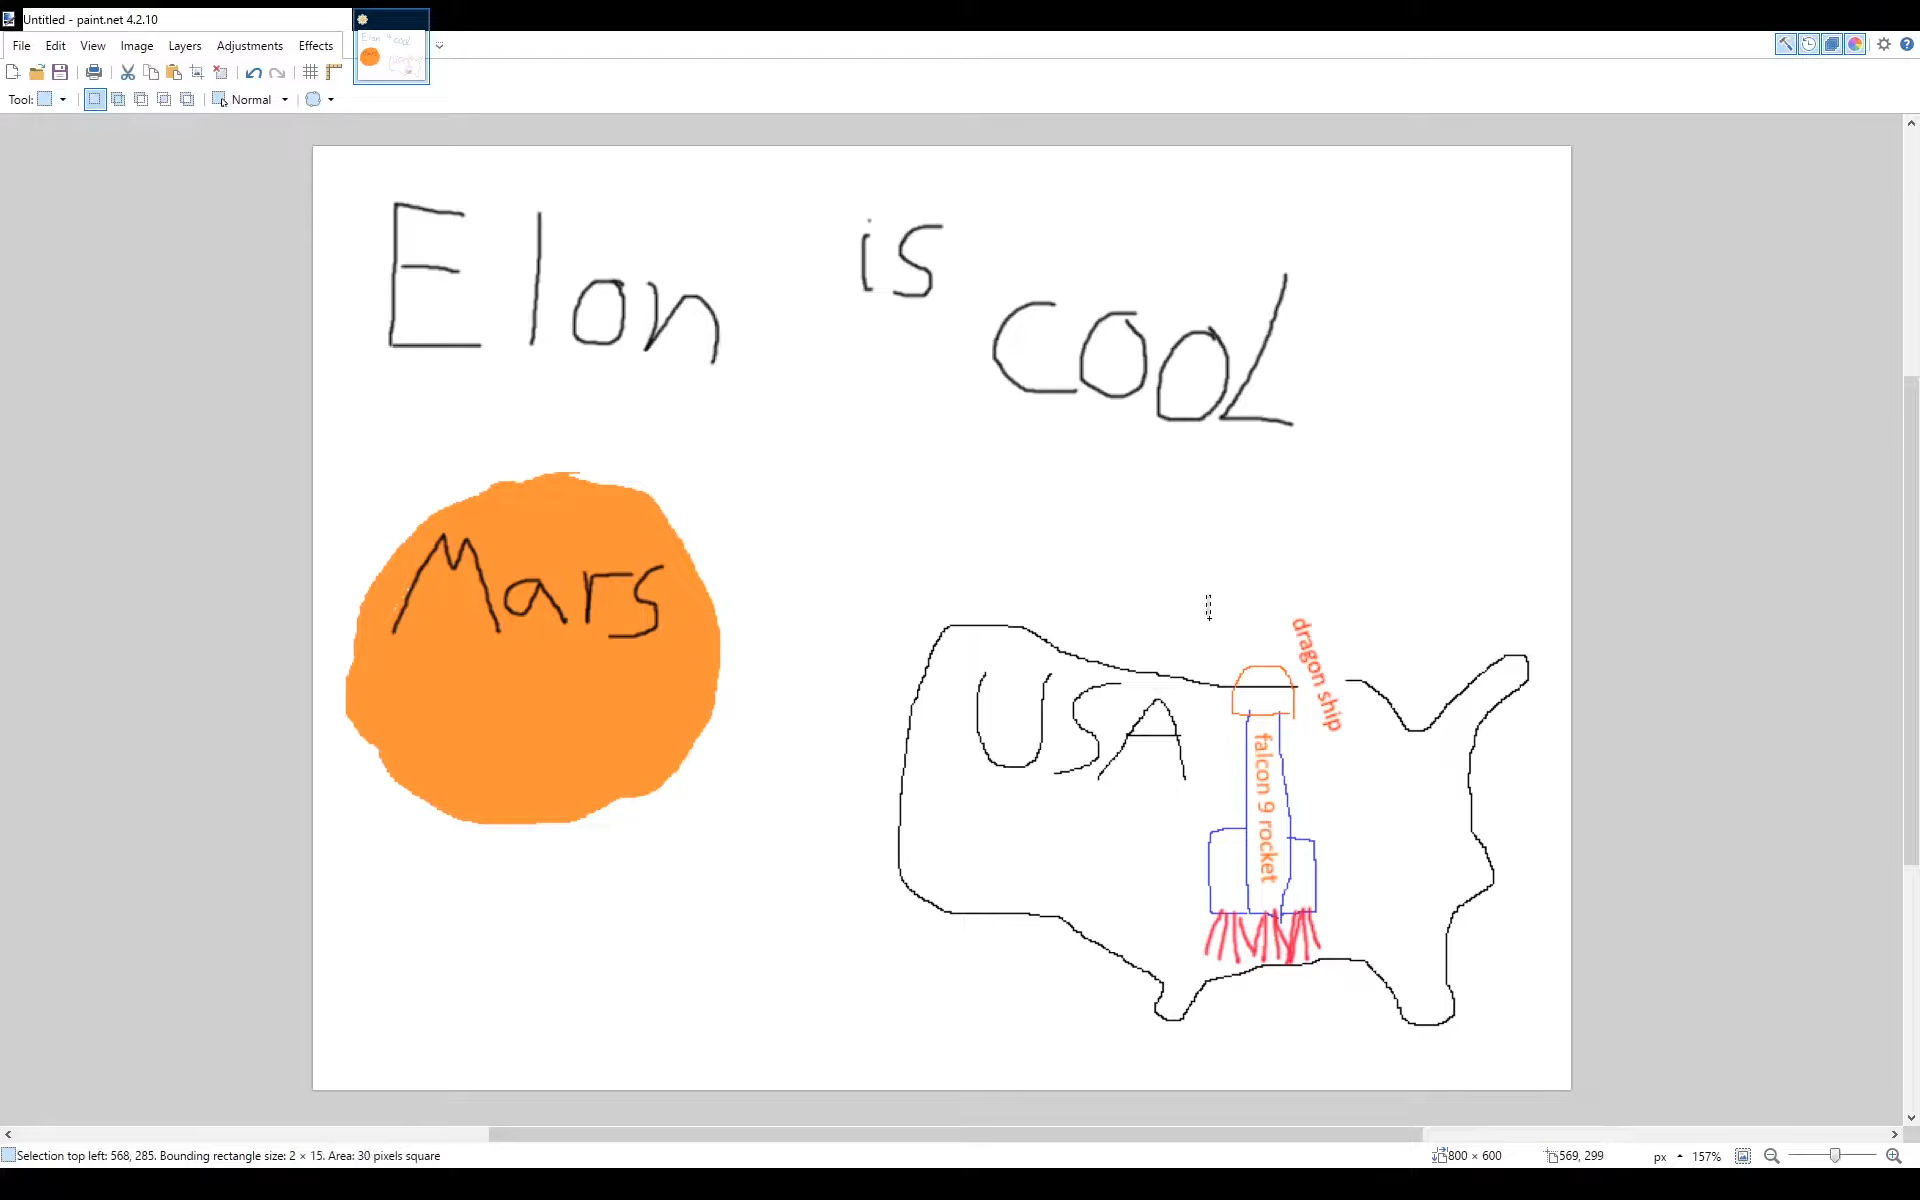 Untitled - paint.net 4.2.10
File Edit View Image Layers Adjustments Effects
Tool: Normal
Elon is cool
Mars
USA
dragon ship
falcon 9 rocket
Selection top left: 568, 285. Bounding rectangle size: 2 × 15. Area: 30 pixels square
800 × 600
569, 299
px
157%